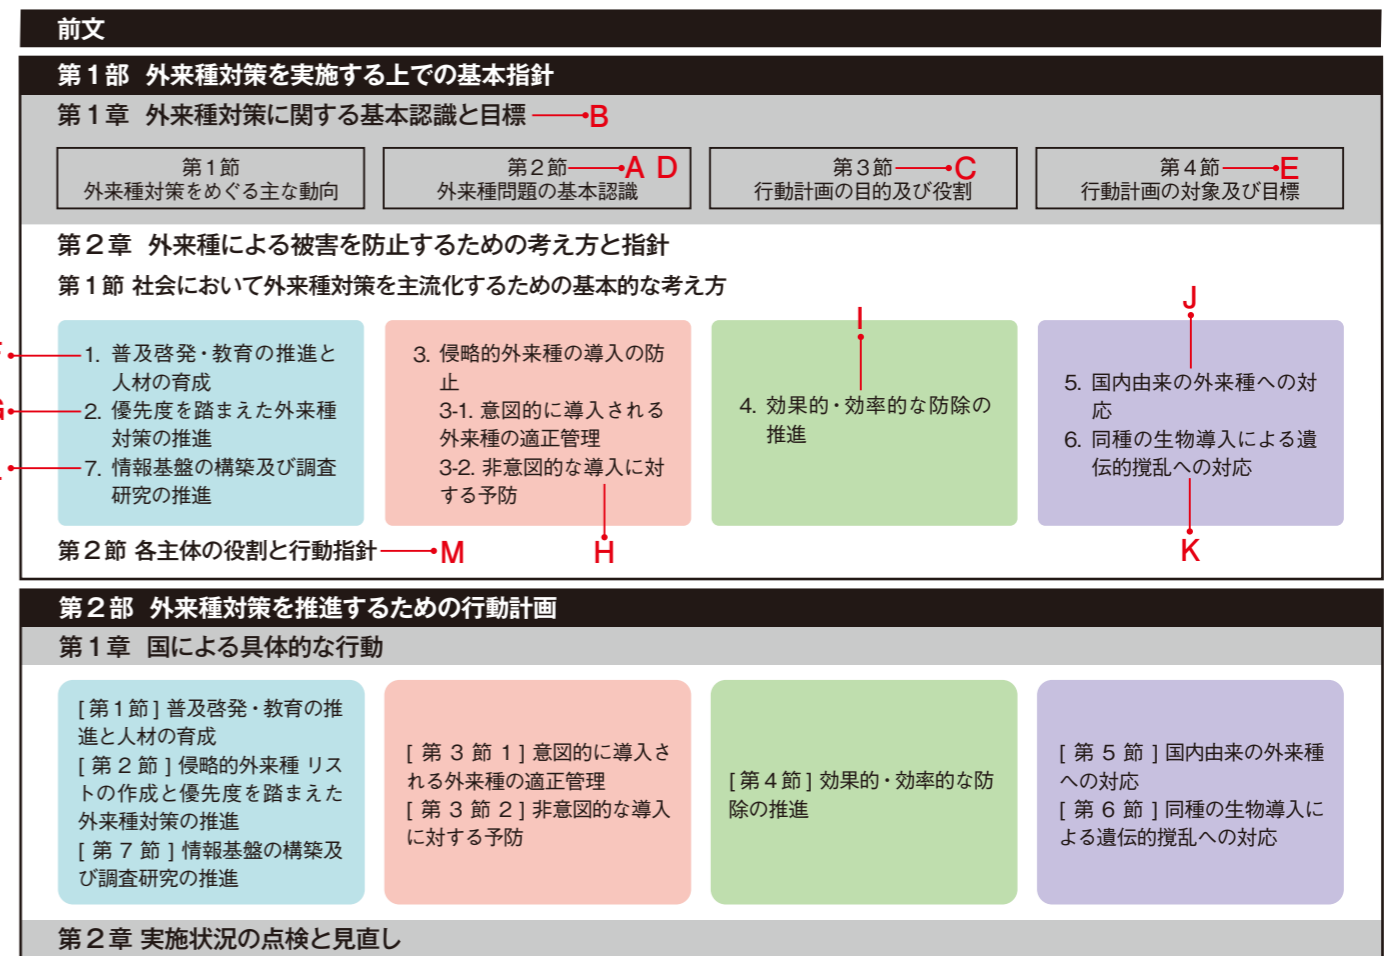 前文
第1部 外来種対策を実施する上での基本指針
第1章 外来種対策に関する基本認識と目標 B
第1節
外来種対策をめぐる主な動向
第2節 A D
外来種問題の基本認識
第3節 C
行動計画の目的及び役割
第4節 E
行動計画の対象及び目標
第2章 外来種による被害を防止するための考え方と指針
第1節 社会において外来種対策を主流化するための基本的な考え方
1. 普及啓発・教育の推進と
人材の育成
2. 優先度を踏まえた外来種
対策の推進
7. 情報基盤の構築及び調査
研究の推進
3. 侵略的外来種の導入の防
止
3-1. 意図的に導入される
外来種の適正管理
3-2. 非意図的な導入に対
する予防
H
I
4. 効果的・効率的な防除の
推進
J
5. 国内由来の外来種への対
応
6. 同種の生物導入による遺
伝的撹乱への対応
K
第2節 各主体の役割と行動指針 M
第2部 外来種対策を推進するための行動計画
第1章 国による具体的な行動
[第1節] 普及啓発・教育の推
進と人材の育成
[第2節] 侵略的外来種 リス
トの作成と優先度を踏まえた
外来種対策の推進
[第7節] 情報基盤の構築及
び調査研究の推進
[第3節1] 意図的に導入さ
れる外来種の適正管理
[第3節2] 非意図的な導入
に対する予防
[第4節] 効果的・効率的な防
除の推進
[第5節] 国内由来の外来種
への対応
[第6節] 同種の生物導入に
よる遺伝的撹乱への対応
第2章 実施状況の点検と見直し